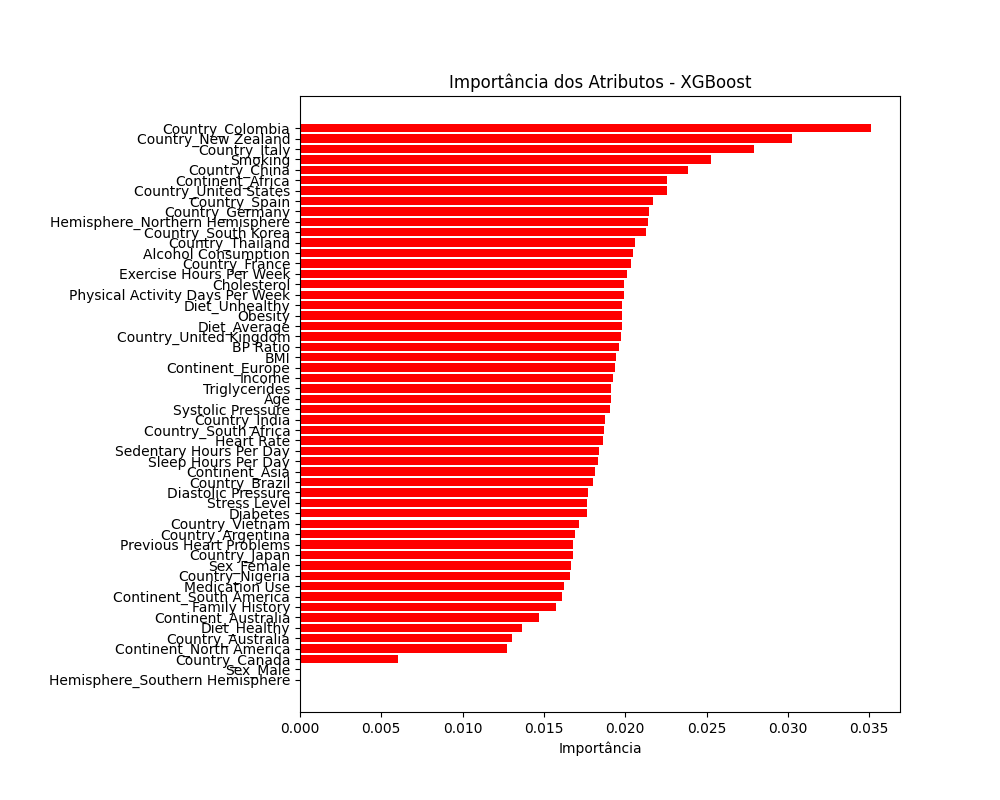 Importância dos Atributos - XGBoost
Country_Colombia
Country_New Zealand
Country_Italy
Smoking
Country_China
Continent_Africa
Country_United States
Country_Spain
Country_Germany
Hemisphere_Northern Hemisphere
Country_South Korea
Country_Thailand
Alcohol Consumption
Country_France
Exercise Hours Per Week
Cholesterol
Physical Activity Days Per Week
Diet_Unhealthy
Obesity
Diet_Average
Country_United Kingdom
BP Ratio
BMI
Continent_Europe
Income
Triglycerides
Age
Systolic Pressure
Country_India
Country_South Africa
Heart Rate
Sedentary Hours Per Day
Sleep Hours Per Day
Continent_Asia
Country_Brazil
Diastolic Pressure
Stress Level
Diabetes
Country_Vietnam
Country_Argentina
Previous Heart Problems
Country_Japan
Sex_Female
Country_Nigeria
Medication Use
Continent_South America
Family History
Continent_Australia
Diet_Healthy
Country_Australia
Continent_North America
Country_Canada
Sex_Male
Hemisphere_Southern Hemisphere
0.000 0.005 0.010 0.015 0.020 0.025 0.030 0.035
Importância